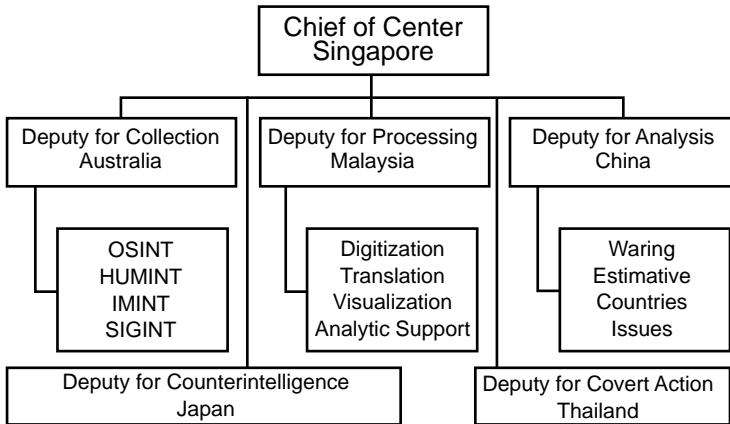 Chief of Center
Singapore
Deputy for Collection
Australia
Deputy for Processing
Malaysia
Deputy for Analysis
China
OSINT
HUMINT
IMINT
SIGINT
Digitization
Translation
Visualization
Analytic Support
Waring
Estimative
Countries
Issues
Deputy for Counterintelligence
Japan
Deputy for Covert Action
Thailand